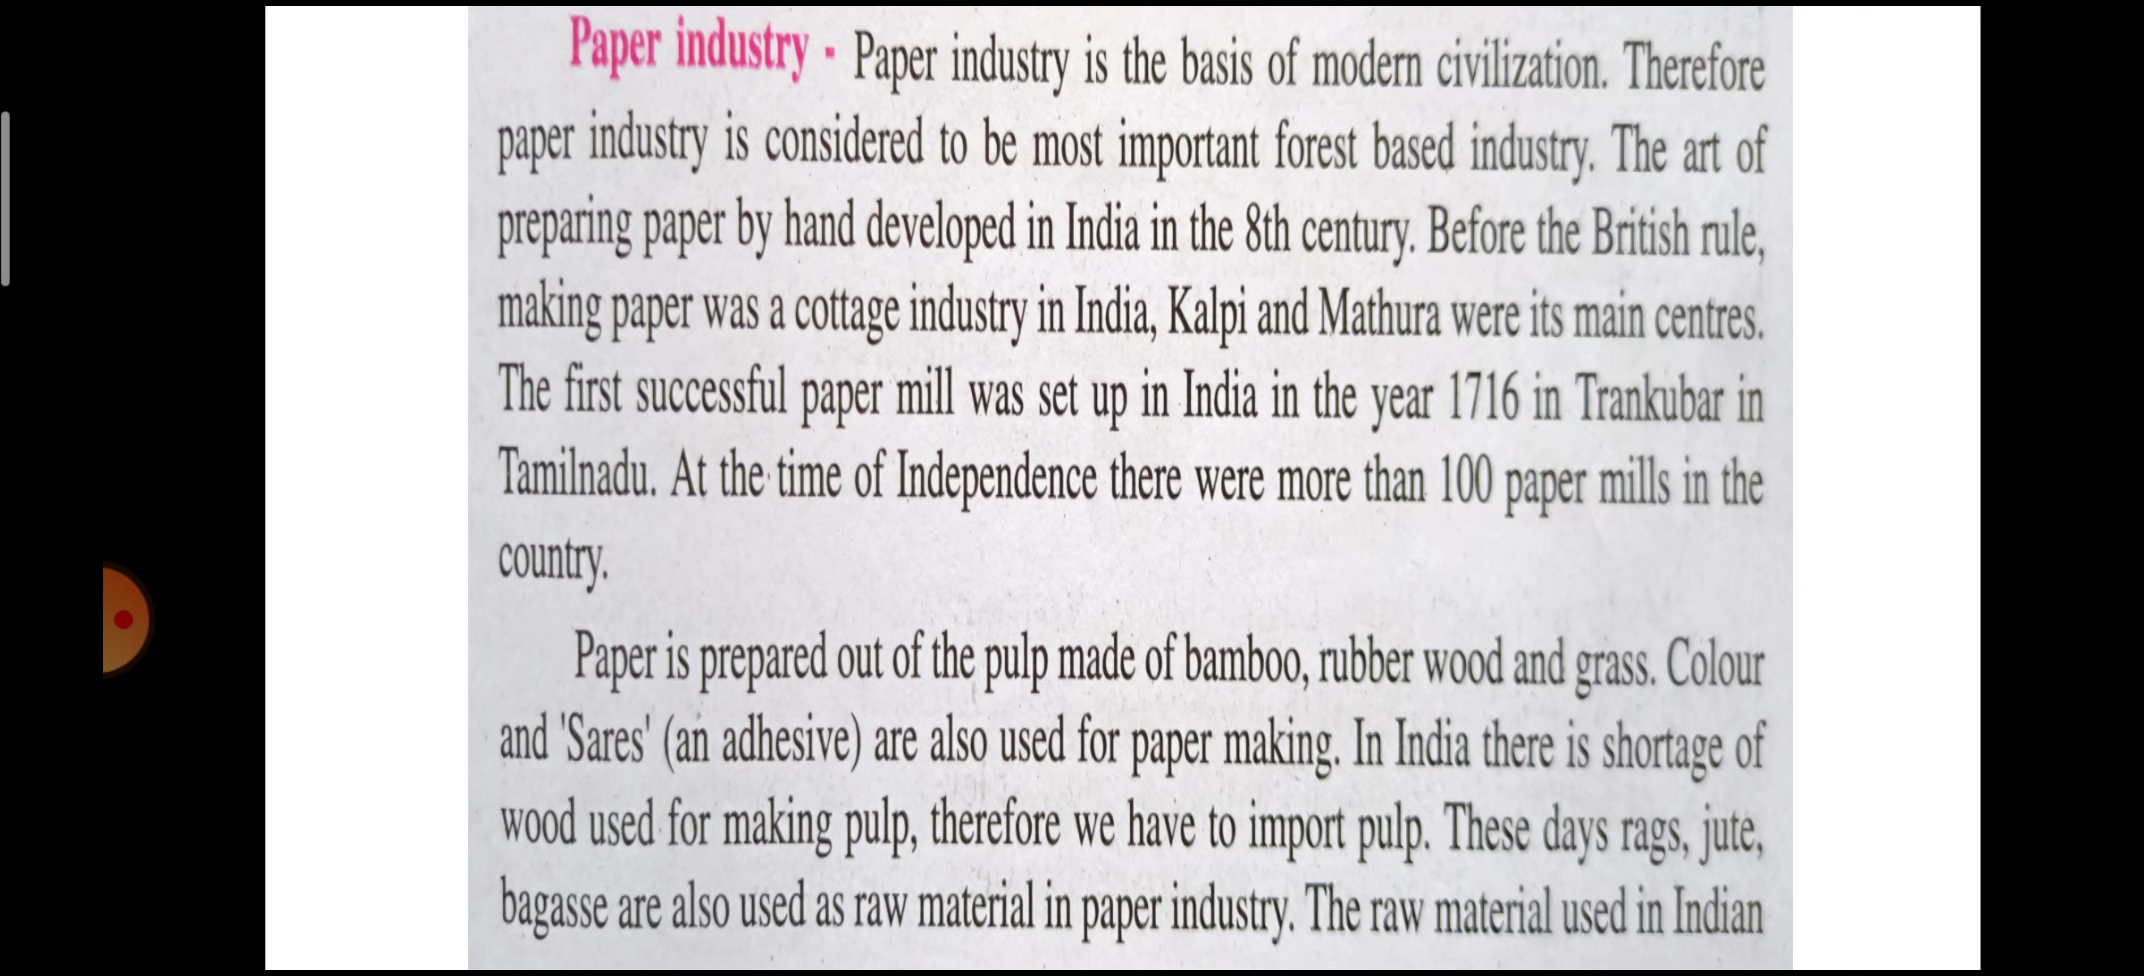 Paper industry - Paper industry is the basis of modern civilization. Therefore
paper industry is considered to be most important forest based industry. The art of
preparing paper by hand developed in India in the 8th century. Before the British rule,
making paper was a cottage industry in India, Kalpi and Mathura were its main centres.
The first successful paper mill was set up in India in the year 1716 in Trankubar in
Tamilnadu. At the time of Independence there were more than 100 paper mills in the
country.
Paper is prepared out of the pulp made of bamboo, rubber wood and grass. Colour
and 'Sares' (an adhesive) are also used for paper making. In India there is shortage of
wood used for making pulp, therefore we have to import pulp. These days rags, jute,
bagasse are also used as raw material in paper industry. The raw material used in Indian